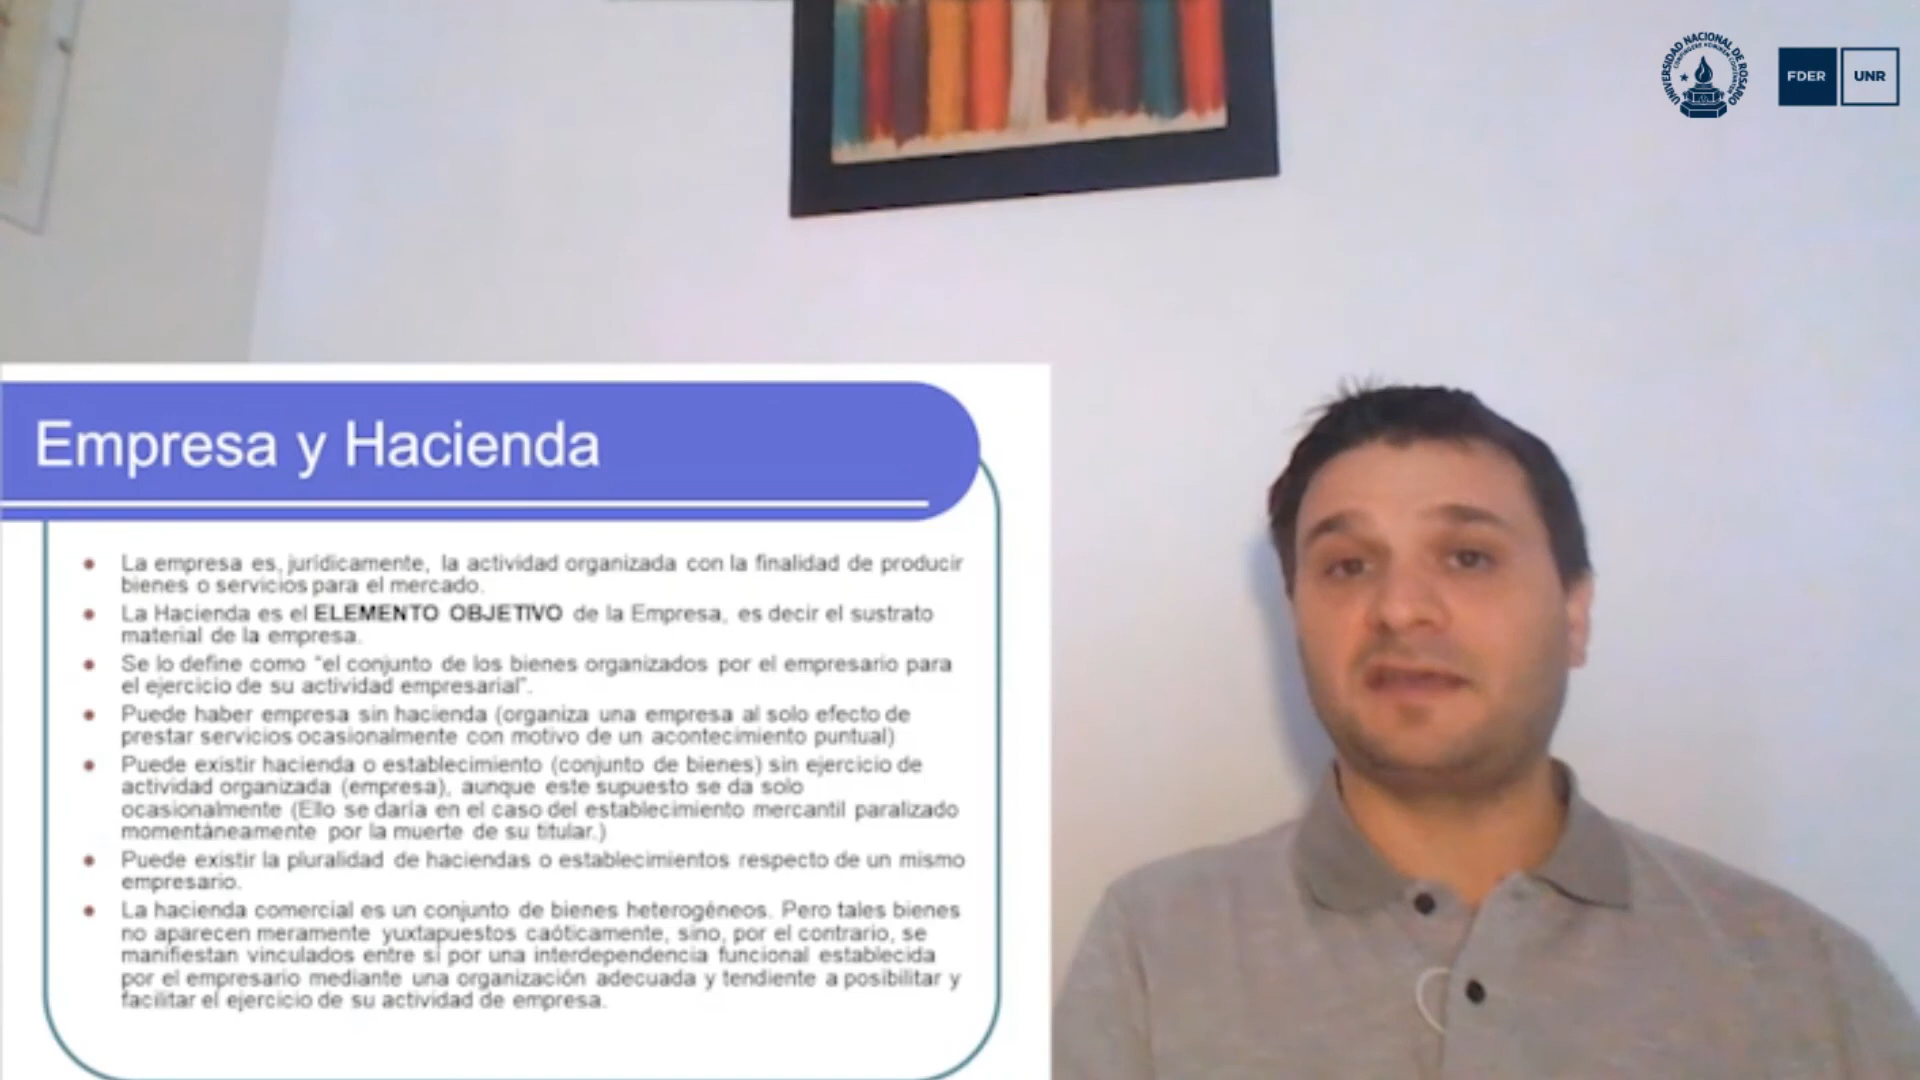 UNIVERSIDAD NACIONAL DE ROSARIO
FDER
UNR
Empresa y Hacienda
La empresa es, jurídicamente, la actividad organizada con la finalidad de producir
bienes o servicios para el mercado.
La Hacienda es el ELEMENTO OBJETIVO de la Empresa, es decir el sustrato
material de la empresa.
Se lo define como "el conjunto de los bienes organizados por el empresario para
el ejercicio de su actividad empresarial".
Puede haber empresa sin hacienda (organiza una empresa al solo efecto de
prestar servicios ocasionalmente con motivo de un acontecimiento puntual)
Puede existir hacienda o establecimiento (conjunto de bienes) sin ejercicio de
actividad organizada (empresa), aunque este supuesto se da solo
ocasionalmente (Ello se daría en el caso del establecimiento mercantil paralizado
momentáneamente por la muerte de su titular.)
Puede existir la pluralidad de haciendas o establecimientos respecto de un mismo
empresario.
La hacienda comercial es un conjunto de bienes heterogéneos. Pero tales bienes
no aparecen meramente yuxtapuestos caóticamente, sino, por el contrario, se
manifiestan vinculados entre sí por una interdependencia funcional establecida
por el empresario mediante una organización adecuada y tendiente a posibilitar y
facilitar el ejercicio de su actividad de empresa.